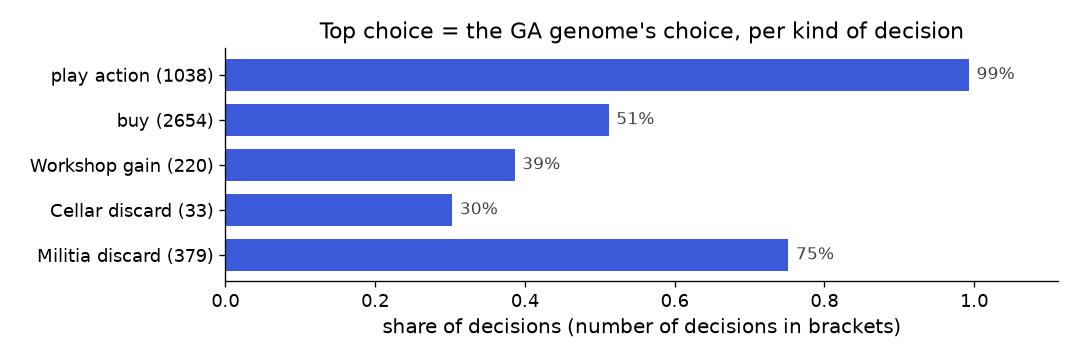 Top choice = the GA genome's choice, per kind of decision
play action (1038)
99%
buy (2654)
51%
Workshop gain (220)
39%
Cellar discard (33)
30%
Militia discard (379)
75%
0.0 0.2 0.4 0.6 0.8 1.0
share of decisions (number of decisions in brackets)